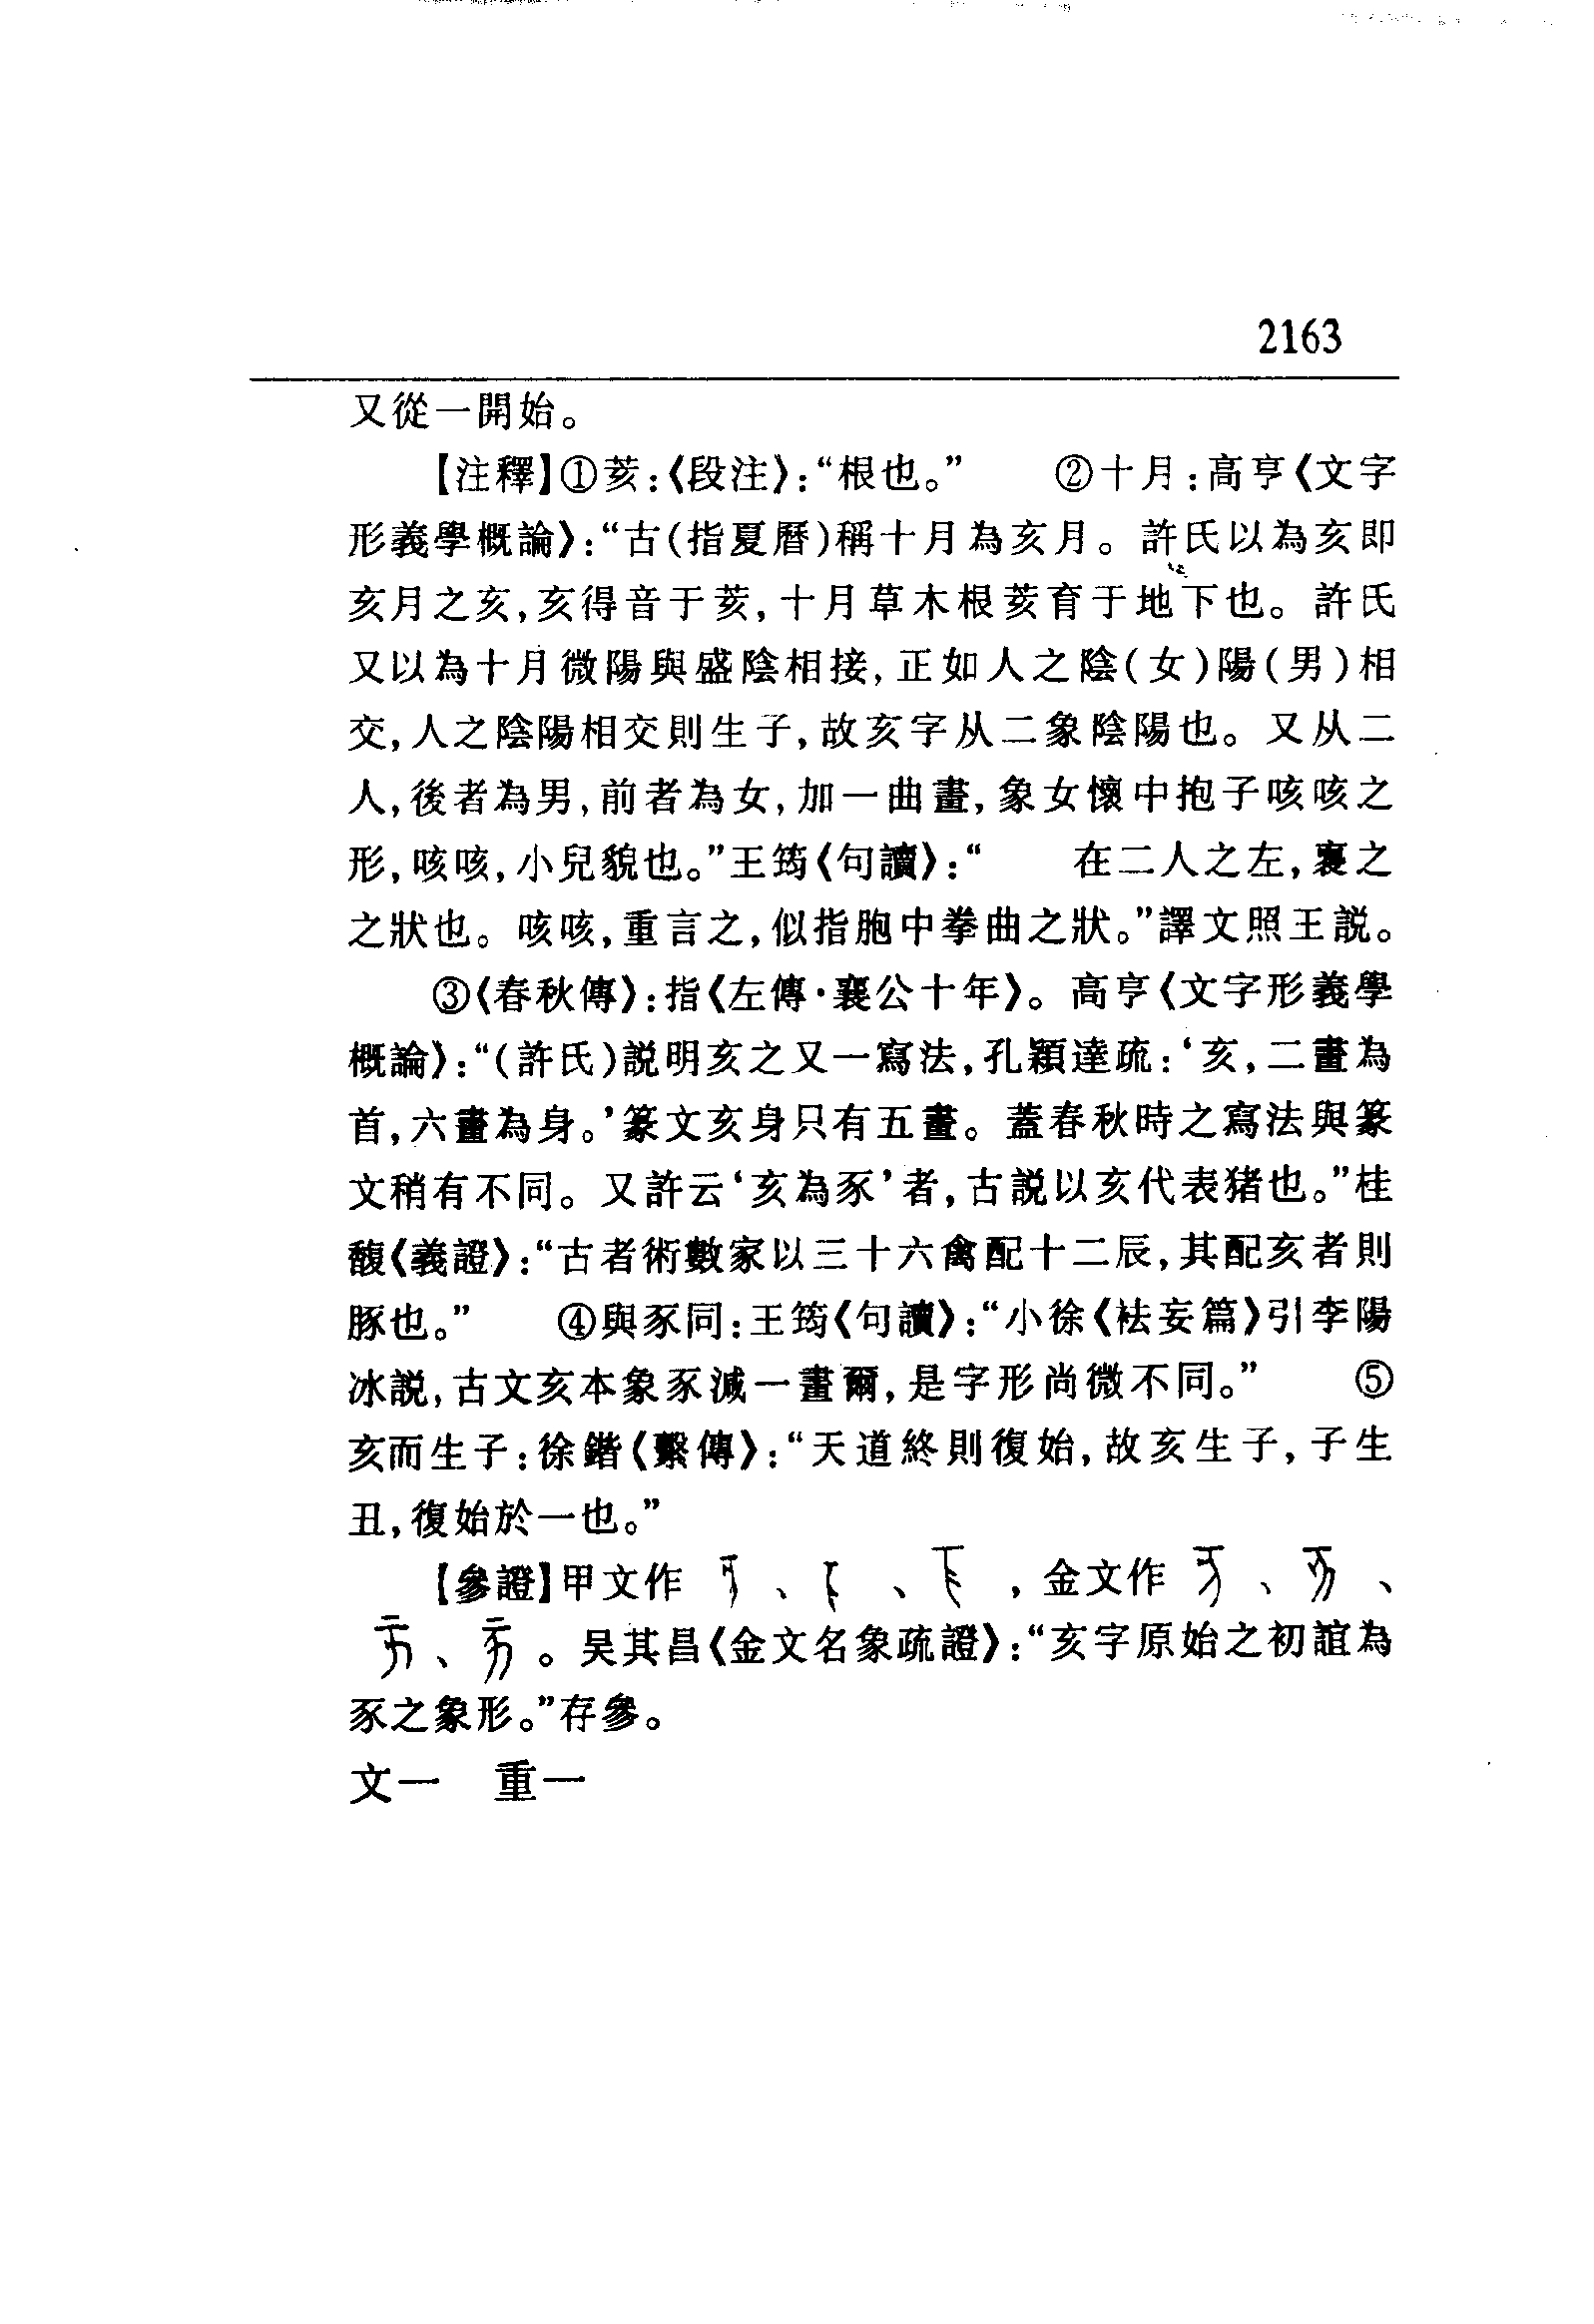 2163
又從一開始。
【注釋】①荄:《段注》:“根也。” ②十月:高亨《文字
形義學概論》:“古(指夏曆)稱十月為亥月。許氏以為亥即
亥月之亥,亥得音于荄,十月草木根荄育于地下也。許氏
又以為十月微陽與盛陰相接,正如人之陰(女)陽(男)相
交,人之陰陽相交則生子,故亥字从二象陰陽也。又从二
人,後者為男,前者為女,加一曲畫,象女懷中抱子咳咳之
形,咳咳,小兒貌也。”王筠《句讀》:“ 在二人之左,褱之
之狀也。咳咳,重言之,似指胞中拳曲之狀。”譯文照王説。
③《春秋傳》:指《左傳·襄公十年》。高亨《文字形義學
概論》:“(許氏)説明亥之又一寫法,孔穎達疏:‘亥,二畫為
首,六畫為身。’篆文亥身只有五畫。蓋春秋時之寫法與篆
文稍有不同。又許云‘亥為豕’者,古説以亥代表猪也。”桂
馥《義證》:“古者術數家以三十六禽配十二辰,其配亥者則
豚也。” ④與豕同:王筠《句讀》:“小徐《袪妄篇》引李陽
冰説,古文亥本象豕減一畫爾,是字形尚微不同。” ⑤
亥而生子:徐鍇《繫傳》:“天道終則復始,故亥生子,子生
丑,復始於一也。”
【參證】甲文作 、 、 ,金文作 、 、
、 。吴其昌《金文名象疏證》:“亥字原始之初誼為
豕之象形。”存參。
文一 重一